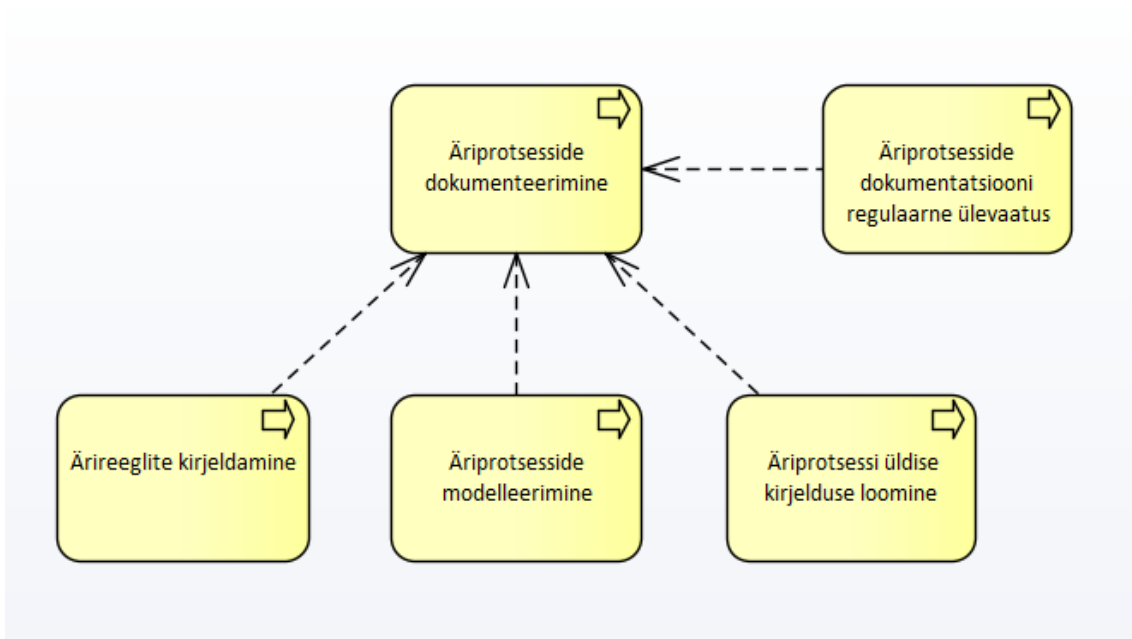 Äriprotsesside
dokumenteerimine
Äriprotsesside
dokumentatsiooni
regulaarne ülevaatus
Ärireeglite kirjeldamine
Äriprotsesside
modelleerimine
Äriprotsessi üldise
kirjelduse loomine